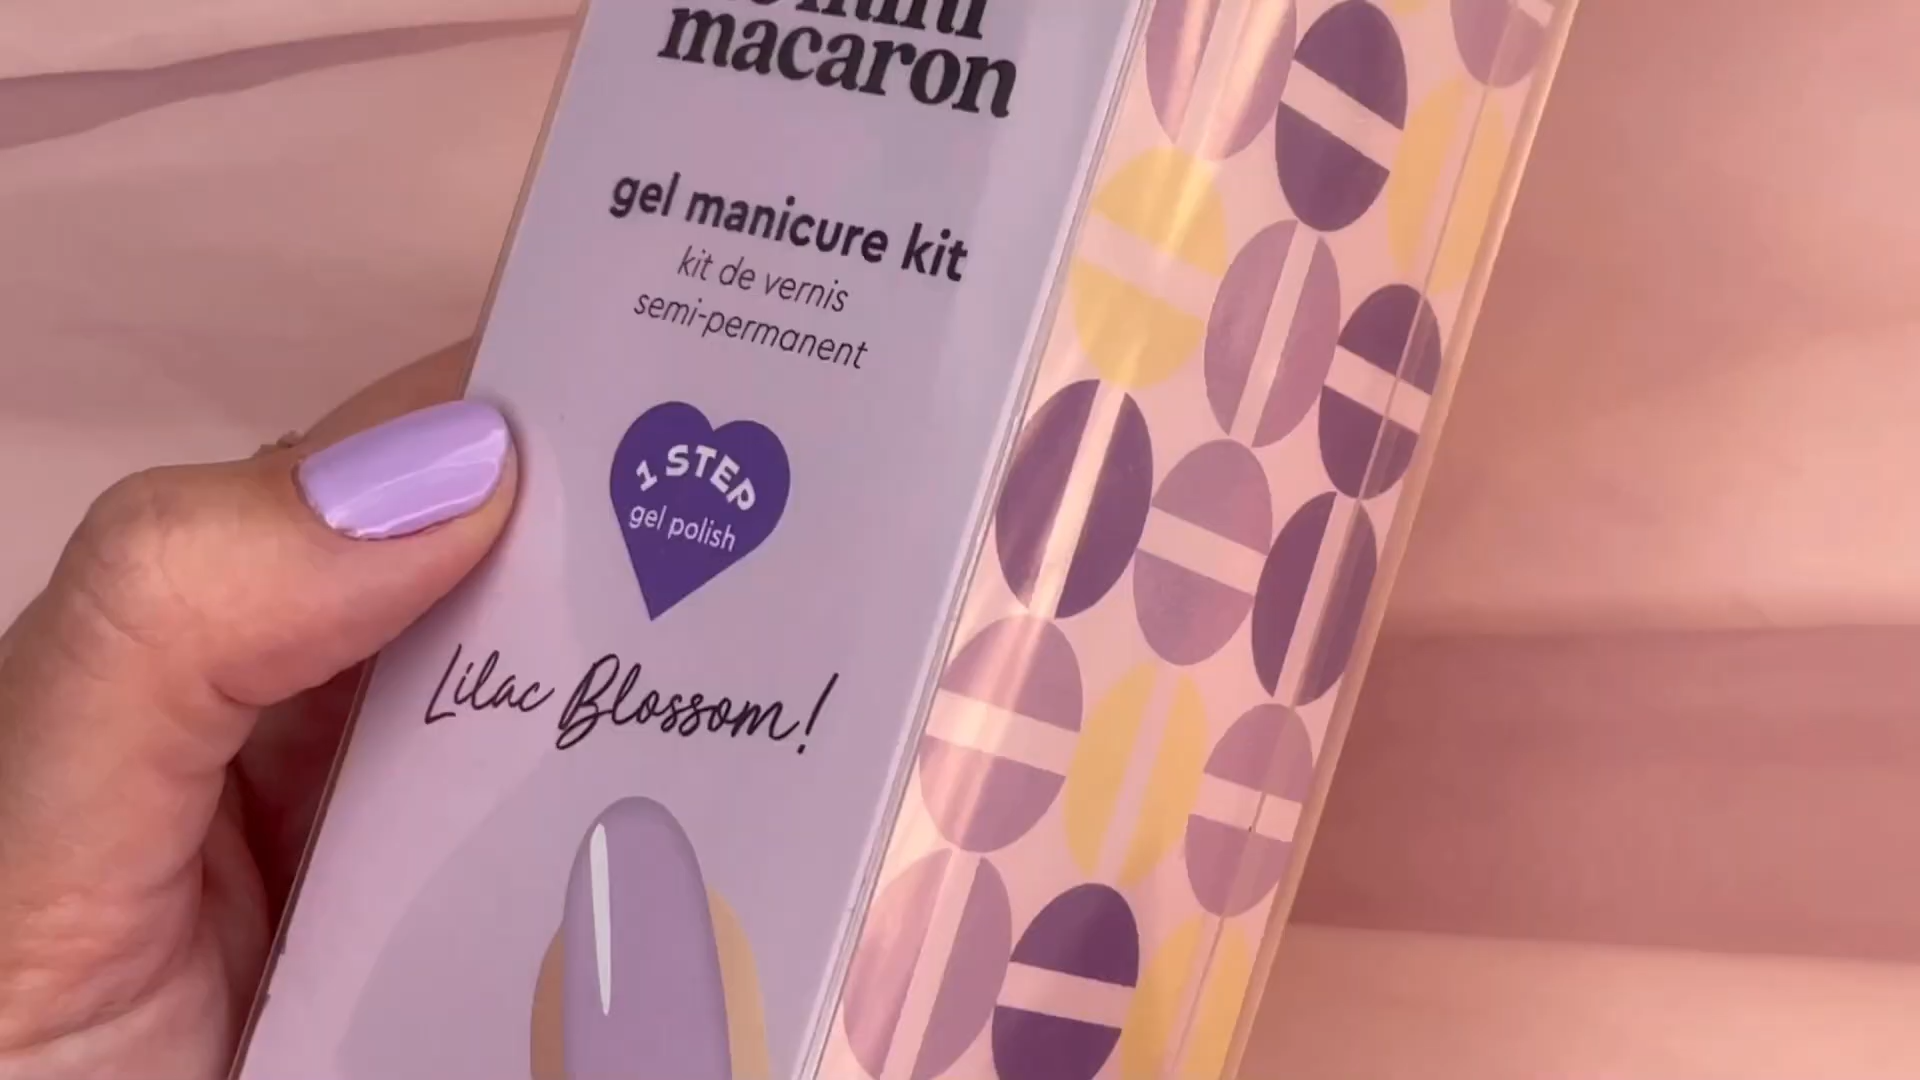 macaron
gel manicure kit
kit de vernis
semi-permanent
1 STEP
gel polish
Lilac Blossom!